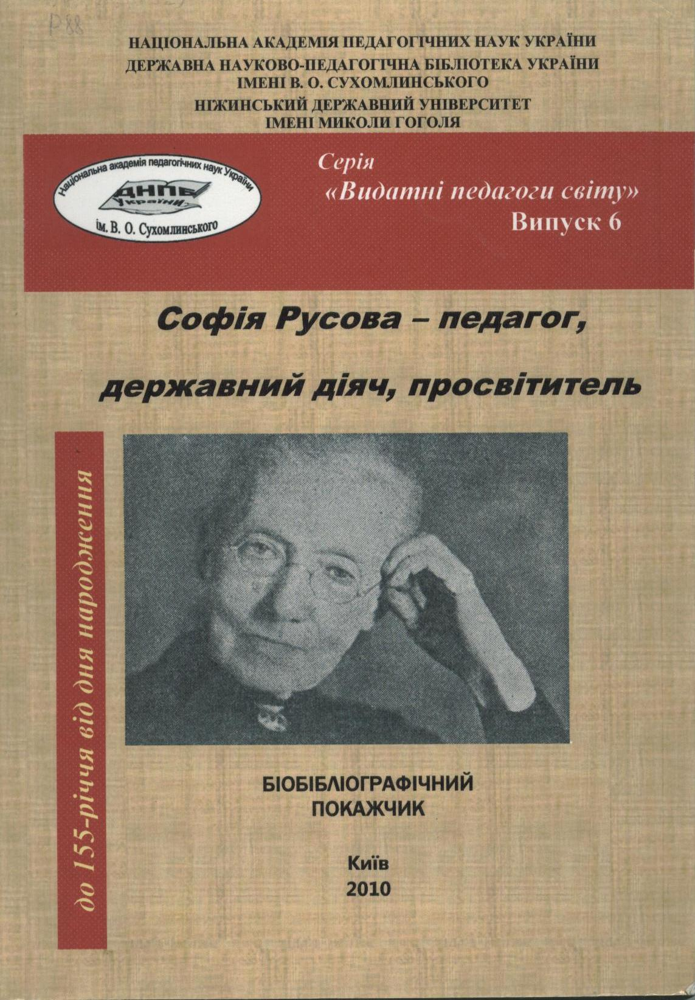 Р88
НАЦІОНАЛЬНА АКАДЕМІЯ ПЕДАГОГІЧНИХ НАУК УКРАЇНИ
ДЕРЖАВНА НАУКОВО-ПЕДАГОГІЧНА БІБЛІОТЕКА УКРАЇНИ
ІМЕНІ В. О. СУХОМЛИНСЬКОГО
НІЖИНСЬКИЙ ДЕРЖАВНИЙ УНІВЕРСИТЕТ
ІМЕНІ МИКОЛИ ГОГОЛЯ
Національна академія педагогічних наук України
ДНПБ
України
ім. В. О. Сухомлинського
Серія
«Видатні педагоги світу»
Випуск 6
Софія Русова – педагог,
державний діяч, просвітитель
до 155-річчя від дня народження
БІОБІБЛІОГРАФІЧНИЙ
ПОКАЖЧИК
Київ
2010